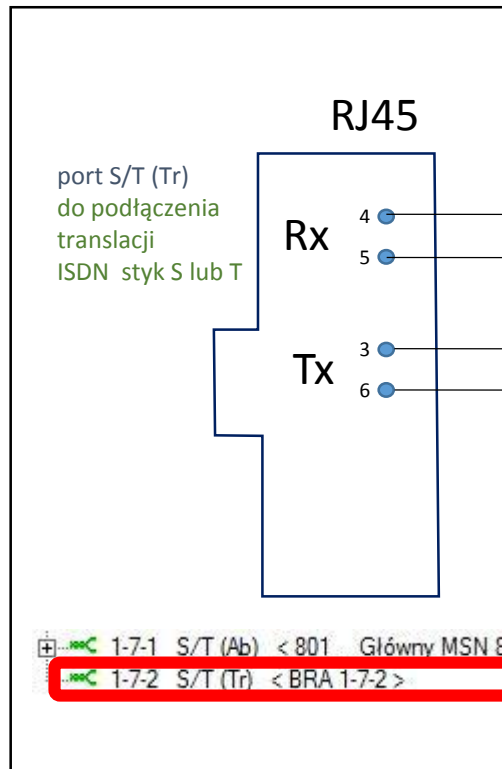 RJ45
port S/T (Tr)
do podłączenia
translacji
ISDN styk S lub T
Rx
4
5
Tx
3
6
1-7-1 S/T (Ab) < 801 Główny MSN 8
1-7-2 S/T (Tr) < BRA 1-7-2 >